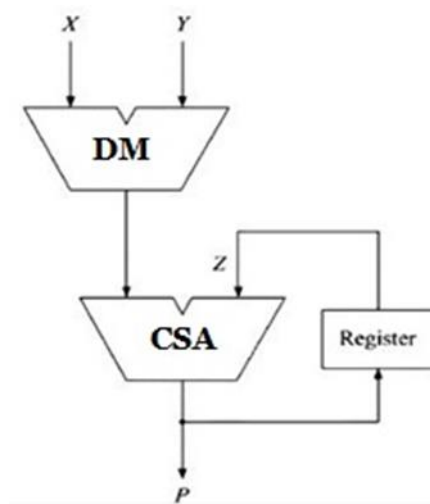 X Y
DM
Z
CSA
Register
P